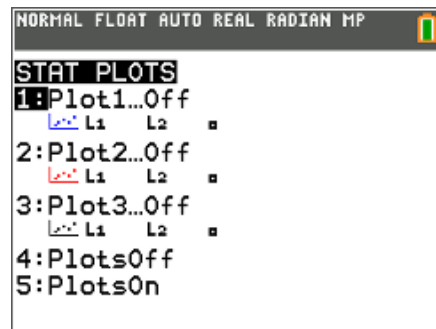 NORMAL FLOAT AUTO REAL RADIAN MP
STAT PLOTS
1:Plot1…Off
L1 L2
2:Plot2…Off
L1 L2
3:Plot3…Off
L1 L2
4:PlotsOff
5:PlotsOn